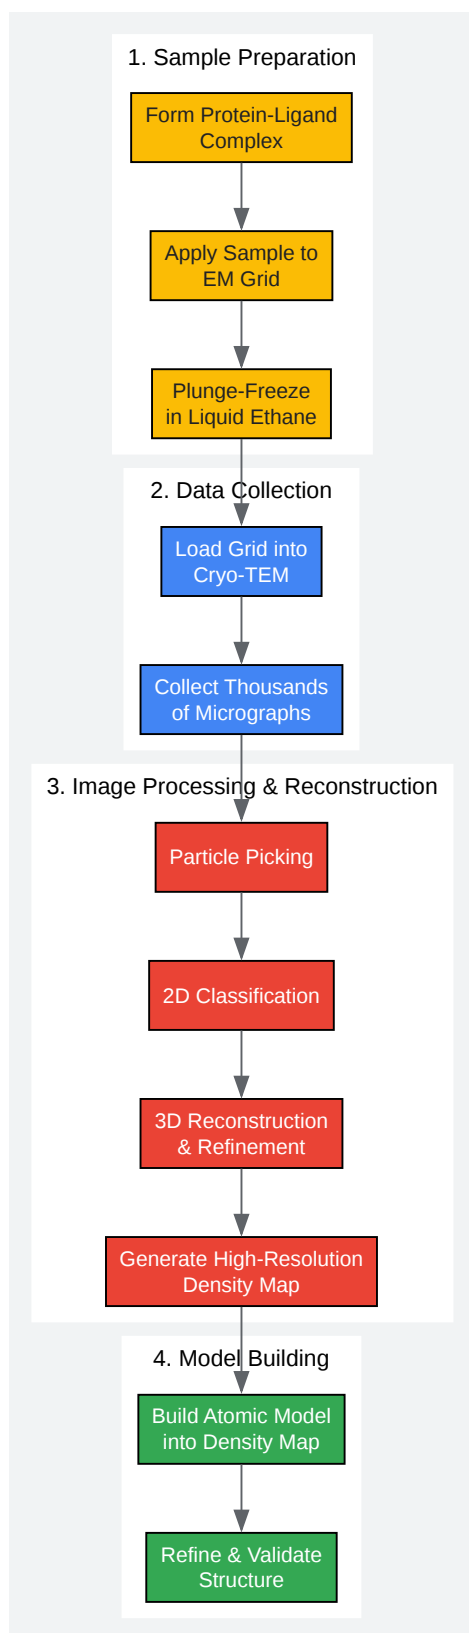 1. Sample Preparation
Form Protein-Ligand
Complex
Apply Sample to
EM Grid
Plunge-Freeze
in Liquid Ethane
2. Data Collection
Load Grid into
Cryo-TEM
Collect Thousands
of Micrographs
3. Image Processing & Reconstruction
Particle Picking
2D Classification
3D Reconstruction
& Refinement
Generate High-Resolution
Density Map
4. Model Building
Build Atomic Model
into Density Map
Refine & Validate
Structure